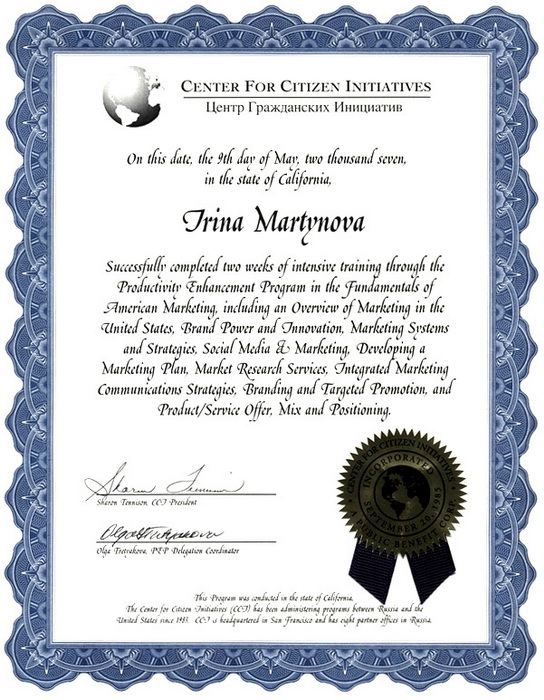 CENTER FOR CITIZEN INITIATIVES
Центр Гражданских Инициатив
On this date, the 9th day of May, two thousand seven,
in the state of California,
Irina Martynova
Successfully completed two weeks of intensive training through the
Productivity Enhancement Program in the Fundamentals of
American Marketing, including an Overview of Marketing in the
United States, Brand Power and Innovation, Marketing Systems
and Strategies, Social Media & Marketing, Developing a
Marketing Plan, Market Research Services, Integrated Marketing
Communications Strategies, Branding and Targeted Promotion, and
Product/Service Offer, Mix and Positioning.
Sharon Tennison
Sharon Tennison, CCI President
Olga Tretyakova, PEP Delegation Coordinator
CENTER FOR CITIZEN INITIATIVES
INCORPORATED
SEPTEMBER 20, 1985
A PUBLIC BENEFIT CORP.
This Program was conducted in the state of California.
The Center for Citizen Initiatives (CCI) has been administering programs between Russia and the
United States since 1983. CCI is headquartered in San Francisco and has eight partner offices in Russia.